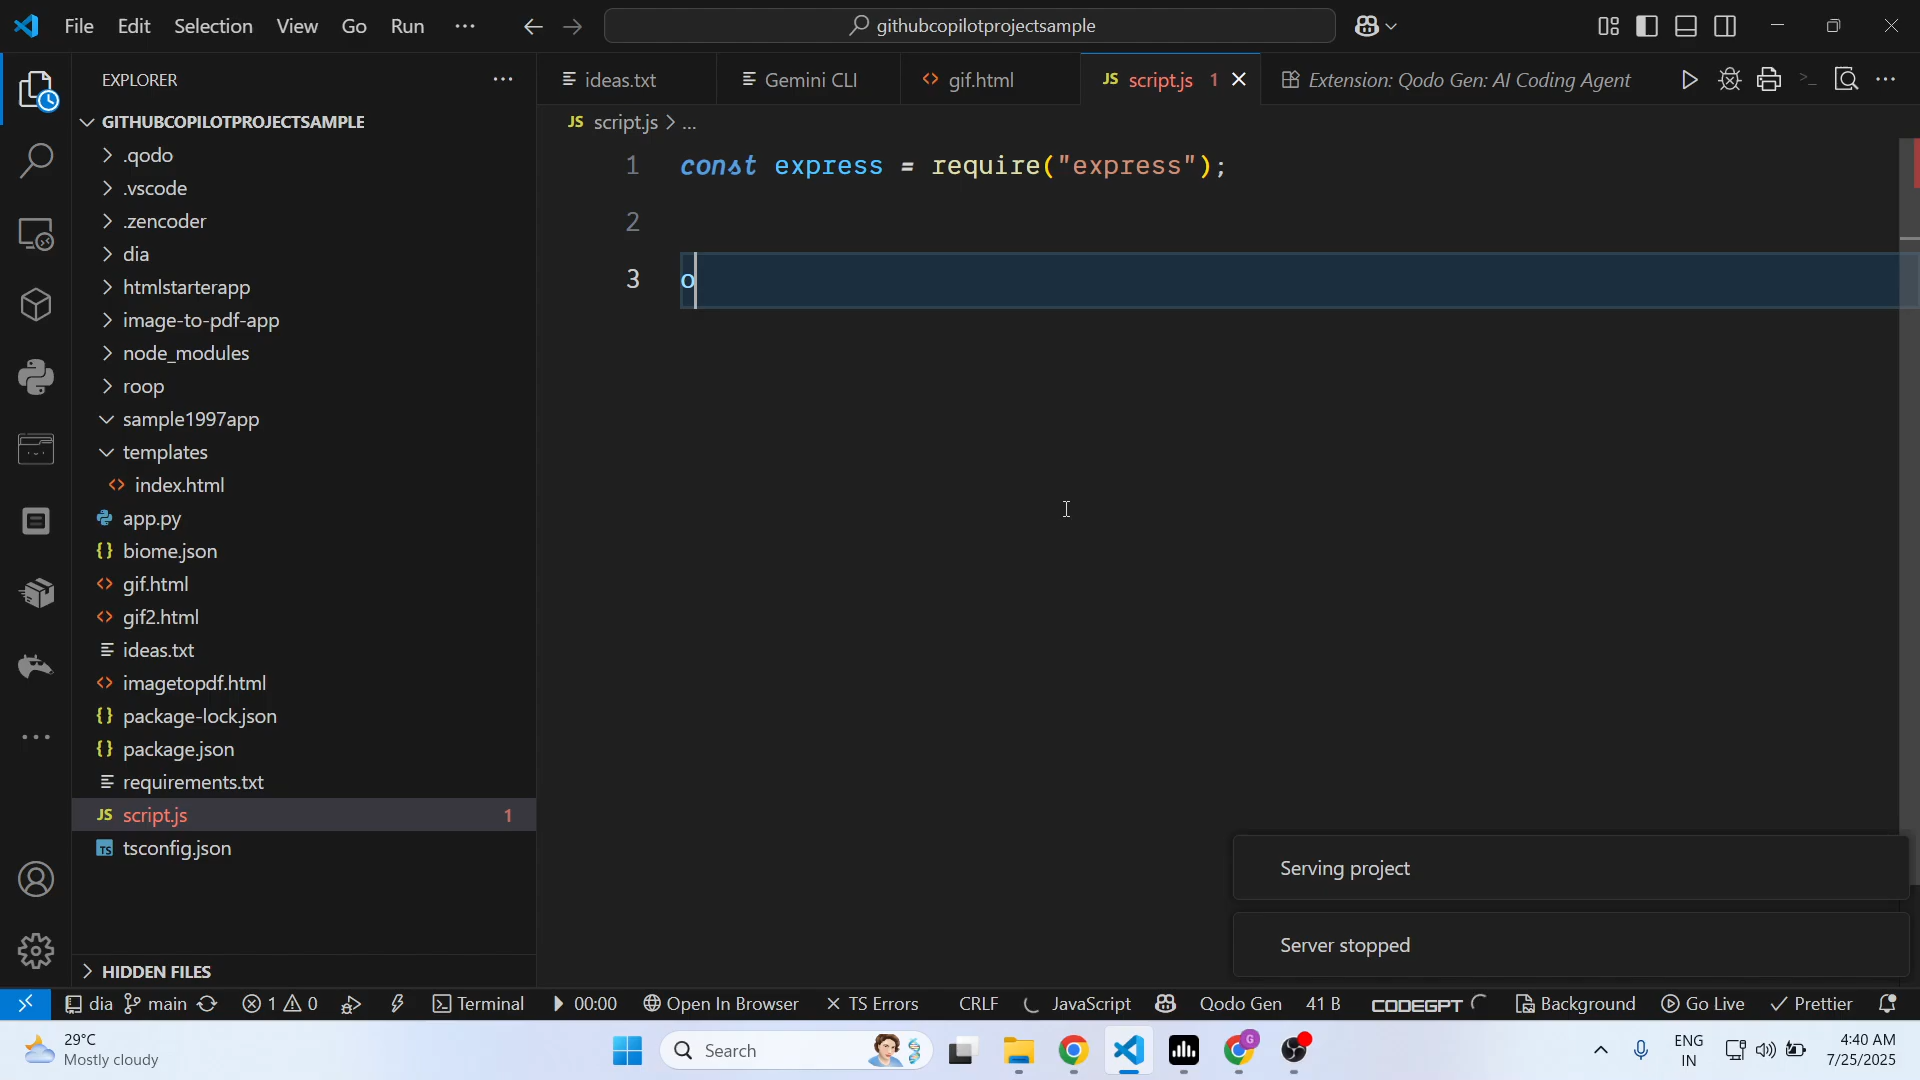 File Edit Selection View Go Run
githubcopilotprojectsample
EXPLORER
GITHUBCOPILOTPROJECTSAMPLE
.qodo
.vscode
.zencoder
dia
htmlstarterapp
image-to-pdf-app
node_modules
roop
sample1997app
templates
index.html
app.py
biome.json
gif.html
gif2.html
ideas.txt
imagetopdf.html
package-lock.json
package.json
requirements.txt
JS script.js 1
TS tsconfig.json
HIDDEN FILES
ideas.txt Gemini CLI gif.html JS script.js 1 Extension: Qodo Gen: AI Coding Agent
JS script.js > ...
1 const express = require("express");
2
3 o
Serving project
Server stopped
dia main 1 0 Terminal 00:00 Open In Browser TS Errors CRLF JavaScript Qodo Gen 41 B CODEGPT Background Go Live Prettier
29°C
Mostly cloudy
Search
G
ENG
IN
4:40 AM
7/25/2025